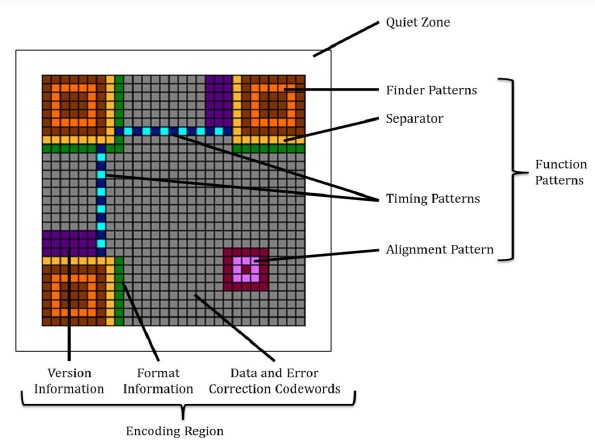 Quiet Zone
Finder Patterns
Separator
Function
Patterns
Timing Patterns
Alignment Pattern
Version
Information
Format
Information
Data and Error
Correction Codewords
Encoding Region